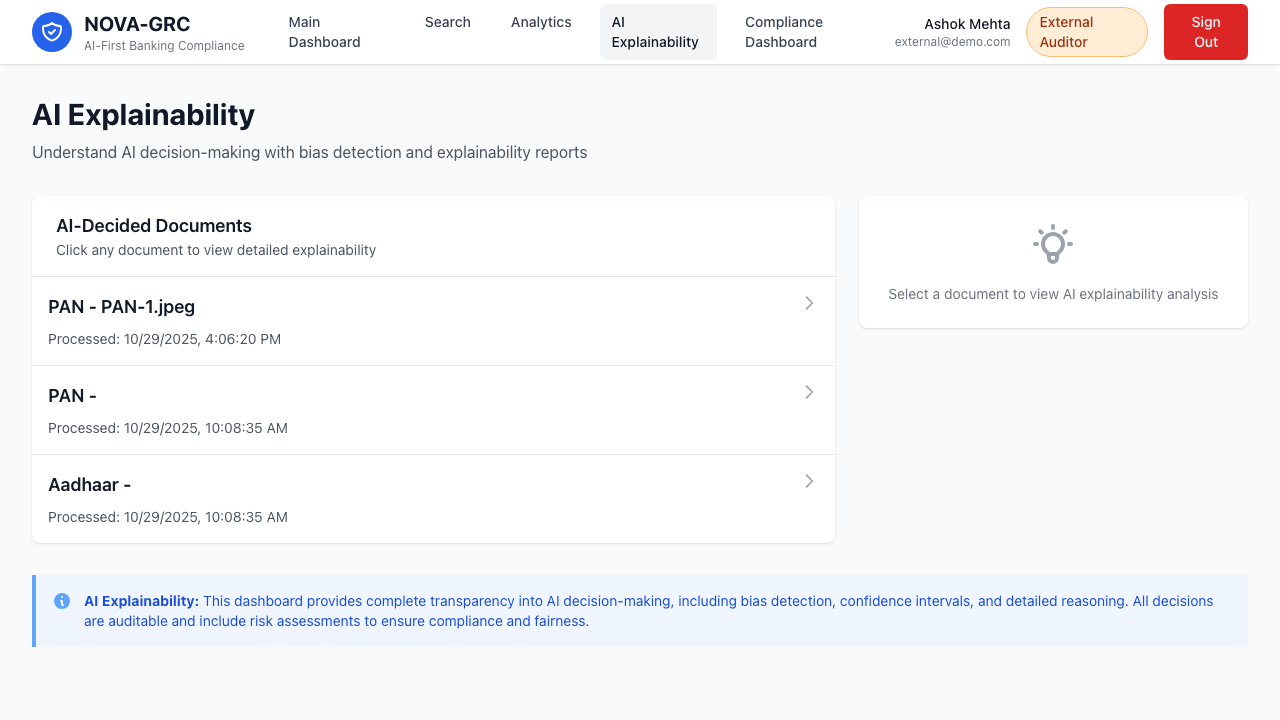 NOVA-GRC
AI-First Banking Compliance
Main
Dashboard
Search
Analytics
AI
Explainability
Compliance
Dashboard
Ashok Mehta
external@demo.com
External
Auditor
Sign
Out
AI Explainability
Understand AI decision-making with bias detection and explainability reports
AI-Decided Documents
Click any document to view detailed explainability
PAN - PAN-1.jpeg
Processed: 10/29/2025, 4:06:20 PM
PAN -
Processed: 10/29/2025, 10:08:35 AM
Aadhaar -
Processed: 10/29/2025, 10:08:35 AM
Select a document to view AI explainability analysis
AI Explainability: This dashboard provides complete transparency into AI decision-making, including bias detection, confidence intervals, and detailed reasoning. All decisions
are auditable and include risk assessments to ensure compliance and fairness.